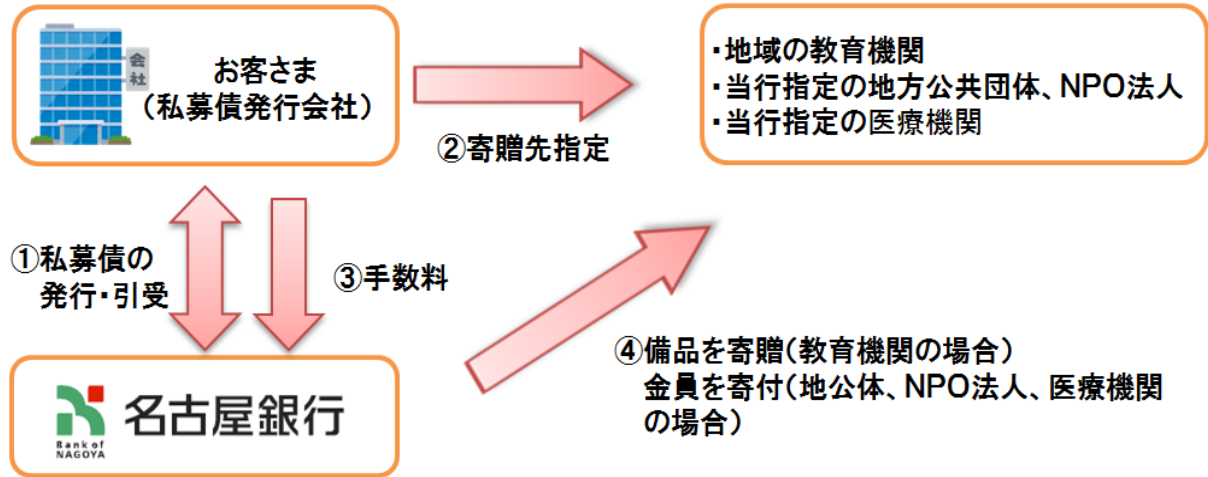 会
社
お客さま
（私募債発行会社）
②寄贈先指定
・地域の教育機関
・当行指定の地方公共団体、NPO法人
・当行指定の医療機関
①私募債の
発行・引受
③手数料
④備品を寄贈（教育機関の場合）
金員を寄付（地公体、NPO法人、医療機関
の場合）
Bank of
NAGOYA
名古屋銀行